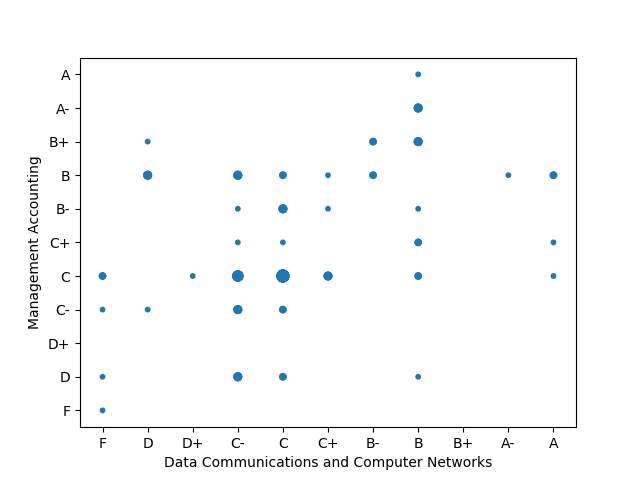 Management Accounting
A
A-
B+
B
B-
C+
C
C-
D+
D
F
F D D+ C- C C+ B- B B+ A- A
Data Communications and Computer Networks